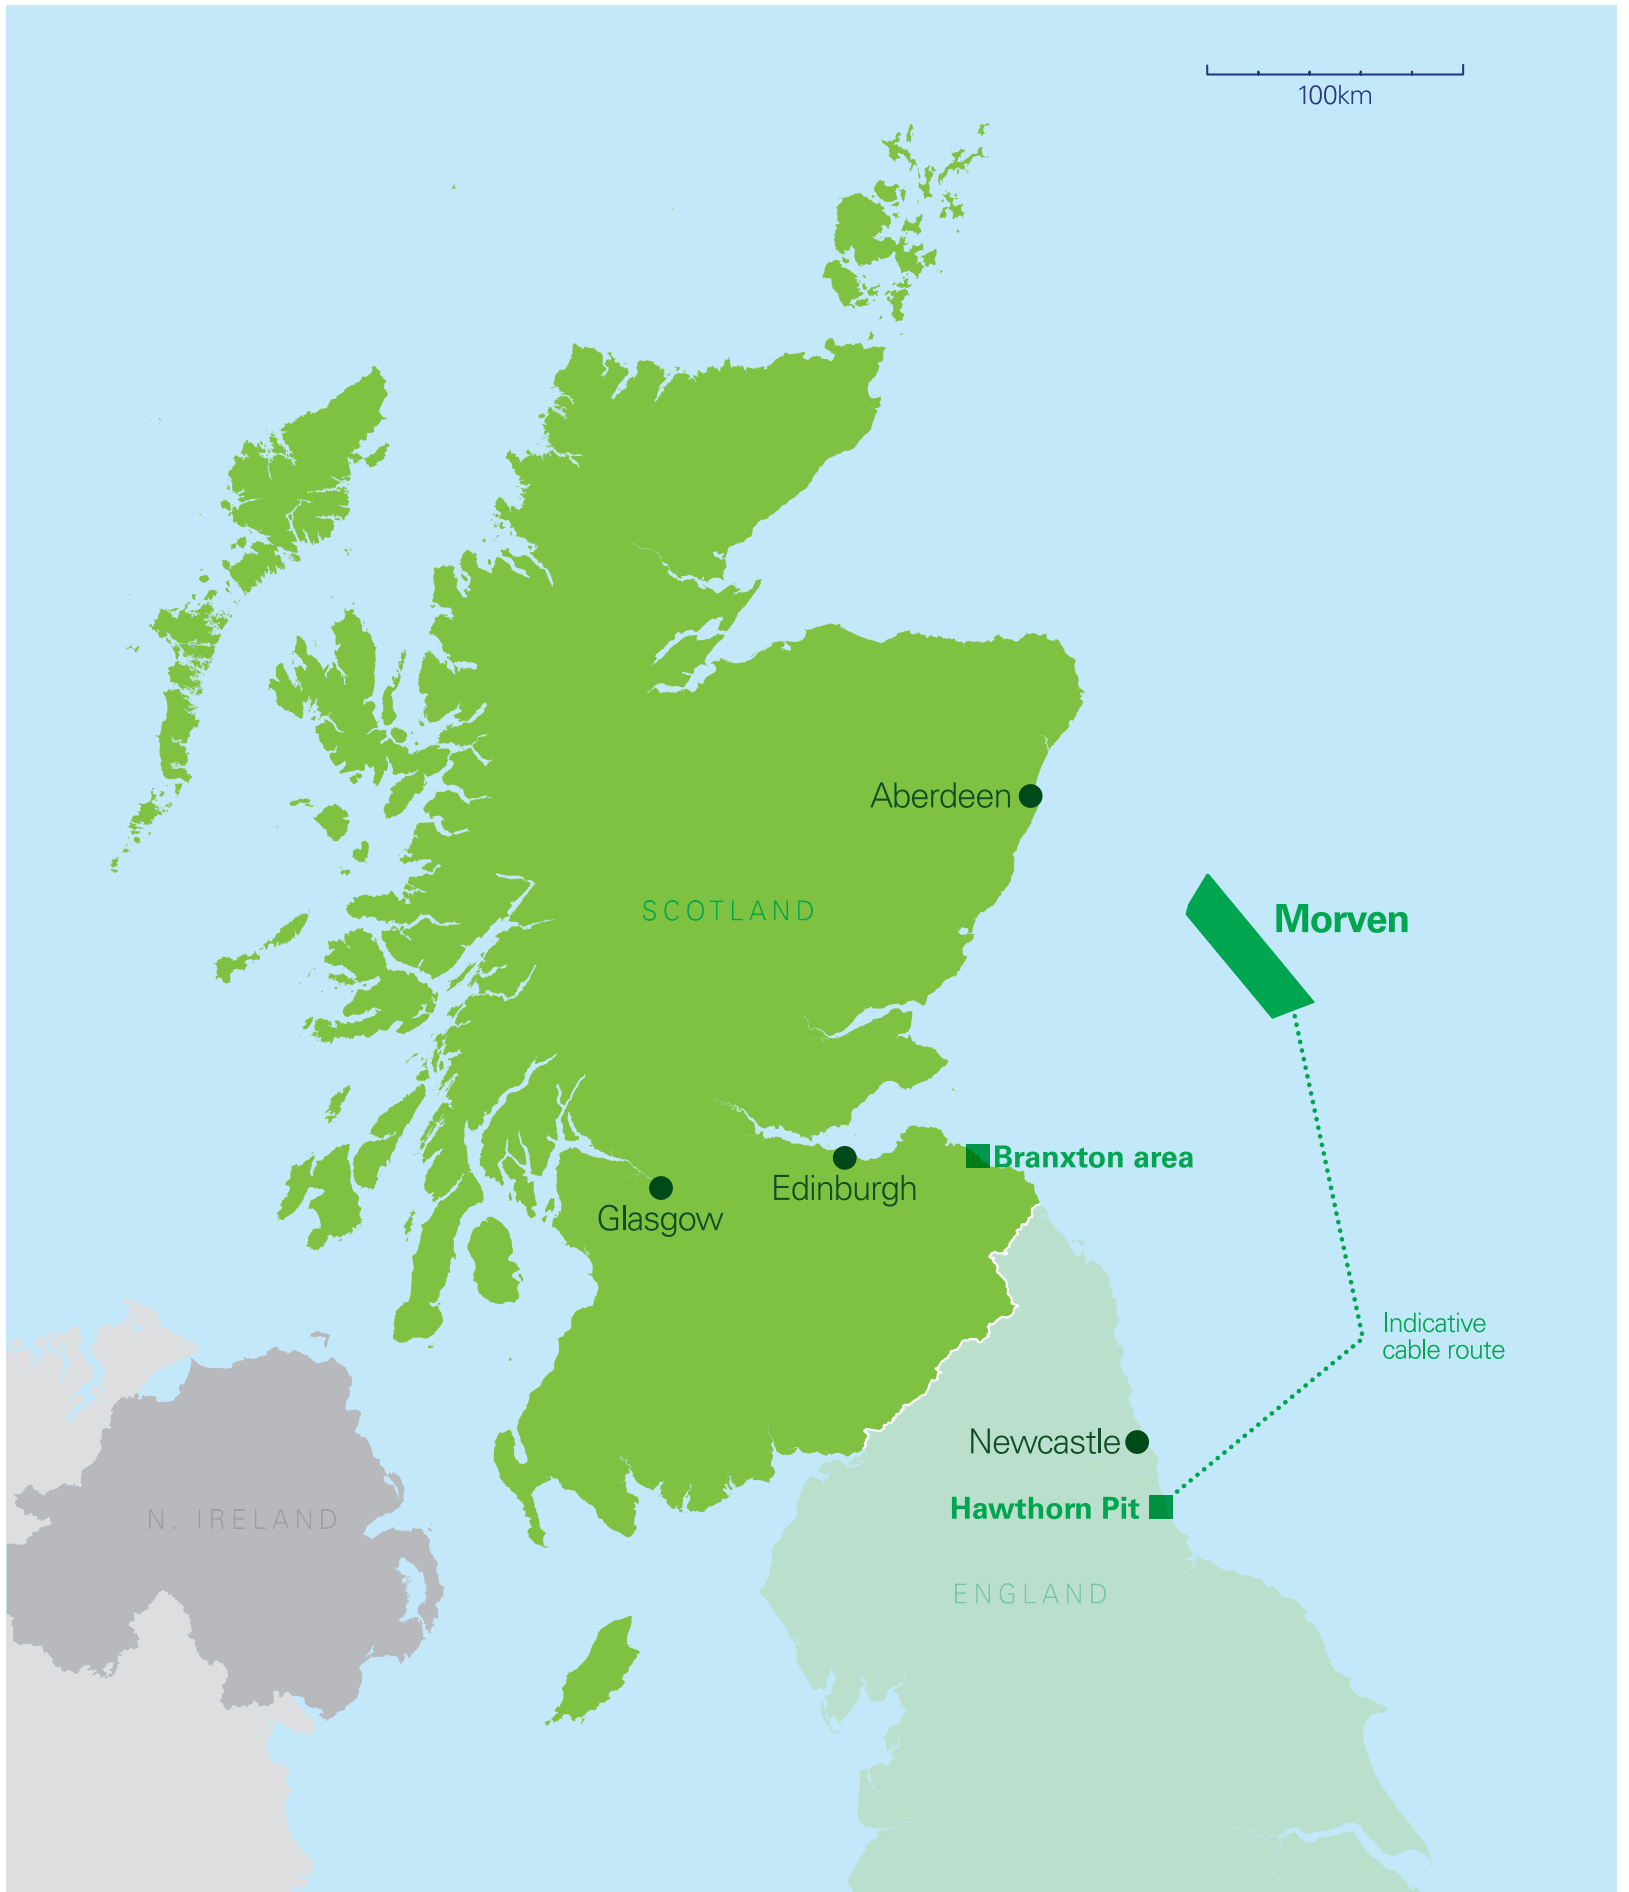 100km
Aberdeen
SCOTLAND
Morven
Branxton area
Edinburgh
Glasgow
Indicative
cable route
Newcastle
Hawthorn Pit
N. IRELAND
ENGLAND